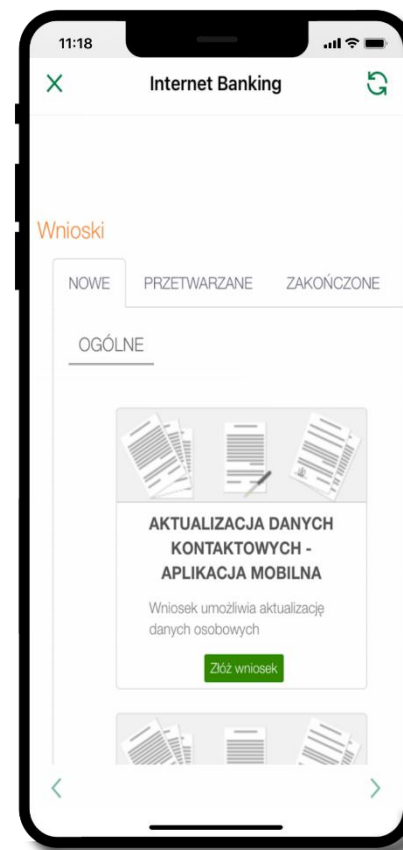 11:18
Internet Banking
Wnioski
NOWE PRZETWARZANE ZAKOŃCZONE
OGÓLNE
AKTUALIZACJA DANYCH
KONTAKTOWYCH -
APLIKACJA MOBILNA
Wniosek umożliwia aktualizację
danych osobowych
Złóż wniosek